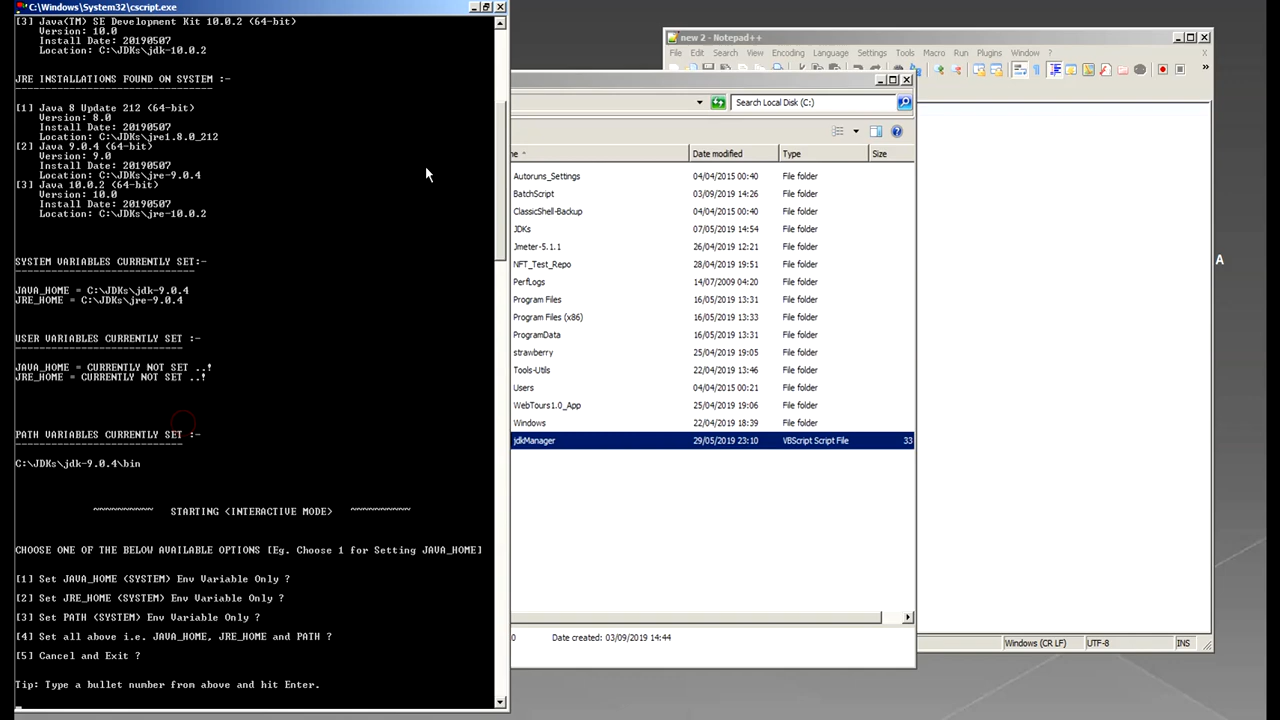 C:\Windows\System32\cscript.exe
[3] Java(TM) SE Development Kit 10.0.2 (64-bit)
Version: 10.0
Install Date: 20190507
Location: C:\JDKs\jdk-10.0.2
JRE INSTALLATIONS FOUND ON SYSTEM :-
------------------------------------
[1] Java 8 Update 212 (64-bit)
Version: 8.0
Install Date: 20190507
Location: C:\JDKs\jre1.8.0_212
[2] Java 9.0.4 (64-bit)
Version: 9.0
Install Date: 20190507
Location: C:\JDKs\jre-9.0.4
[3] Java 10.0.2 (64-bit)
Version: 10.0
Install Date: 20190507
Location: C:\JDKs\jre-10.0.2
SYSTEM VARIABLES CURRENTLY SET:-
------------------------------
JAVA_HOME = C:\JDKs\jdk-9.0.4
JRE_HOME = C:\JDKs\jre-9.0.4
USER VARIABLES CURRENTLY SET :-
----------------------------
JAVA_HOME = CURRENTLY NOT SET ..!
JRE_HOME = CURRENTLY NOT SET ..!
PATH VARIABLES CURRENTLY SET :-
----------------------------
C:\JDKs\jdk-9.0.4\bin
~~~~~~~~~~ STARTING <INTERACTIVE MODE> ~~~~~~~~~~
CHOOSE ONE OF THE BELOW AVAILABLE OPTIONS [Eg. Choose 1 for Setting JAVA_HOME]
[1] Set JAVA_HOME <SYSTEM> Env Variable Only ?
[2] Set JRE_HOME <SYSTEM> Env Variable Only ?
[3] Set PATH <SYSTEM> Env Variable Only ?
[4] Set all above i.e. JAVA_HOME, JRE_HOME and PATH ?
[5] Cancel and Exit ?
Tip: Type a bullet number from above and hit Enter.
new 2 - Notepad++
File Edit Search View Encoding Language Settings Tools Macro Run Plugins Window ? X
Search Local Disk (C:)
me Date modified Type Size
Autoruns_Settings 04/04/2015 00:40 File folder
BatchScript 03/09/2019 14:26 File folder
ClassicShell-Backup 04/04/2015 00:40 File folder
JDKs 07/05/2019 14:54 File folder
Jmeter-5.1.1 26/04/2019 12:21 File folder
NFT_Test_Repo 28/04/2019 19:51 File folder
PerfLogs 14/07/2009 04:20 File folder
Program Files 16/05/2019 13:31 File folder
Program Files (x86) 16/05/2019 13:33 File folder
ProgramData 16/05/2019 13:31 File folder
strawberry 25/04/2019 19:05 File folder
Tools-Utils 22/04/2019 13:46 File folder
Users 04/04/2015 00:21 File folder
WebTours1.0_App 25/04/2019 19:06 File folder
Windows 22/04/2019 18:39 File folder
jdkManager 29/05/2019 23:10 VBScript Script File 33
0 Date created: 03/09/2019 14:44
Windows (CR LF) UTF-8 INS
A